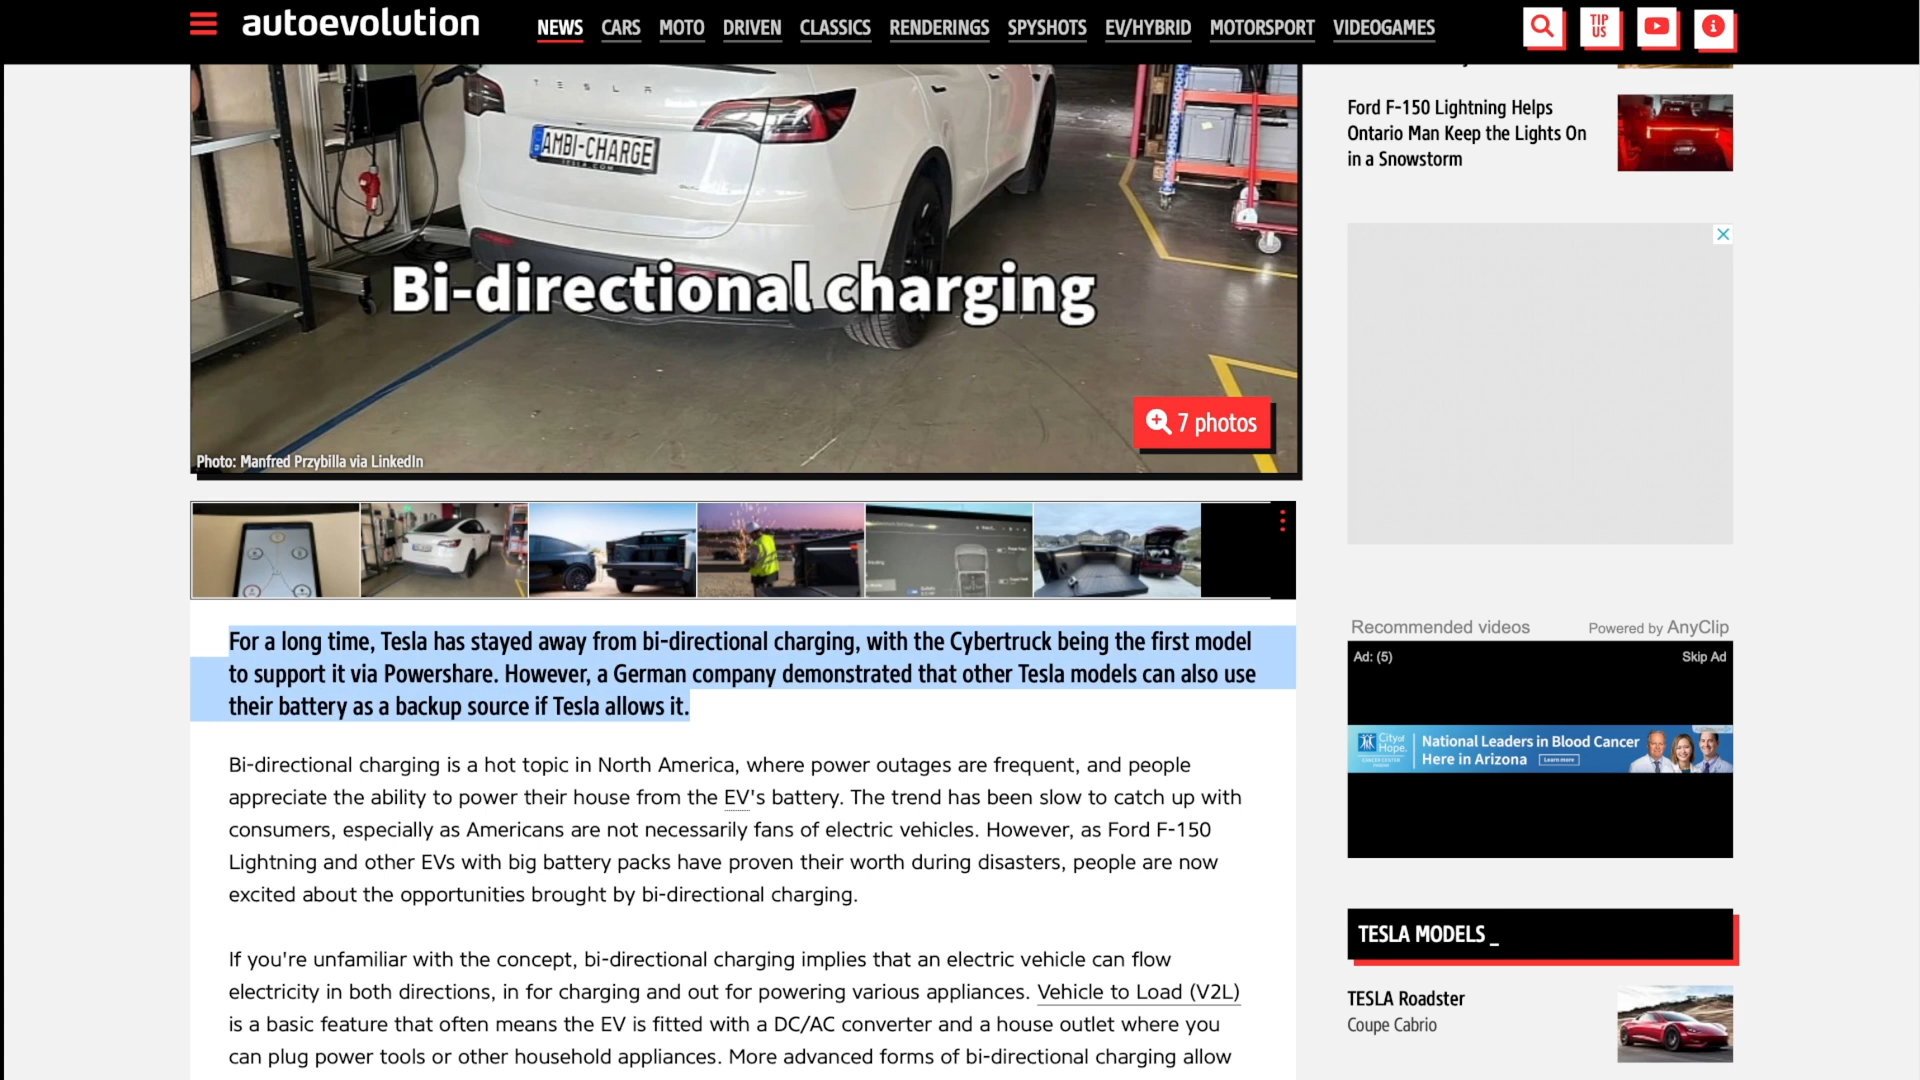 autoevolution
NEWS CARS MOTO DRIVEN CLASSICS RENDERINGS SPYSHOTS EV/HYBRID MOTORSPORT VIDEOGAMES
TIP
US
TESLA
AMBI-CHARGE
TESLA.COM
Bi-directional charging
7 photos
Photo: Manfred Przybilla via LinkedIn
For a long time, Tesla has stayed away from bi-directional charging, with the Cybertruck being the first model
to support it via Powershare. However, a German company demonstrated that other Tesla models can also use
their battery as a backup source if Tesla allows it.
Bi-directional charging is a hot topic in North America, where power outages are frequent, and people
appreciate the ability to power their house from the EV's battery. The trend has been slow to catch up with
consumers, especially as Americans are not necessarily fans of electric vehicles. However, as Ford F-150
Lightning and other EVs with big battery packs have proven their worth during disasters, people are now
excited about the opportunities brought by bi-directional charging.
If you're unfamiliar with the concept, bi-directional charging implies that an electric vehicle can flow
electricity in both directions, in for charging and out for powering various appliances. Vehicle to Load (V2L)
is a basic feature that often means the EV is fitted with a DC/AC converter and a house outlet where you
can plug power tools or other household appliances. More advanced forms of bi-directional charging allow
Ford F-150 Lightning Helps
Ontario Man Keep the Lights On
in a Snowstorm
Recommended videos Powered by AnyClip
Ad: (5) Skip Ad
City of
Hope.
National Leaders in Blood Cancer
Here in Arizona Learn more
TESLA MODELS _
TESLA Roadster
Coupe Cabrio